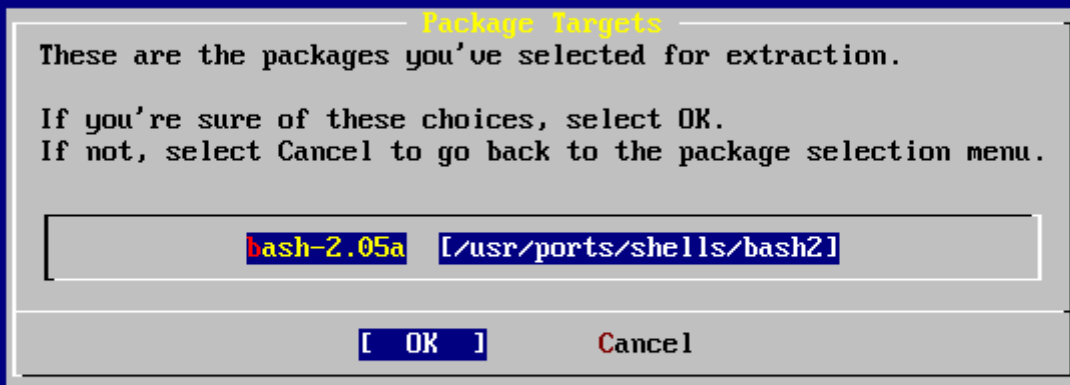 Package Targets
These are the packages you've selected for extraction.
If you're sure of these choices, select OK.
If not, select Cancel to go back to the package selection menu.
bash-2.05a [/usr/ports/shells/bash2]
[ OK ] Cancel